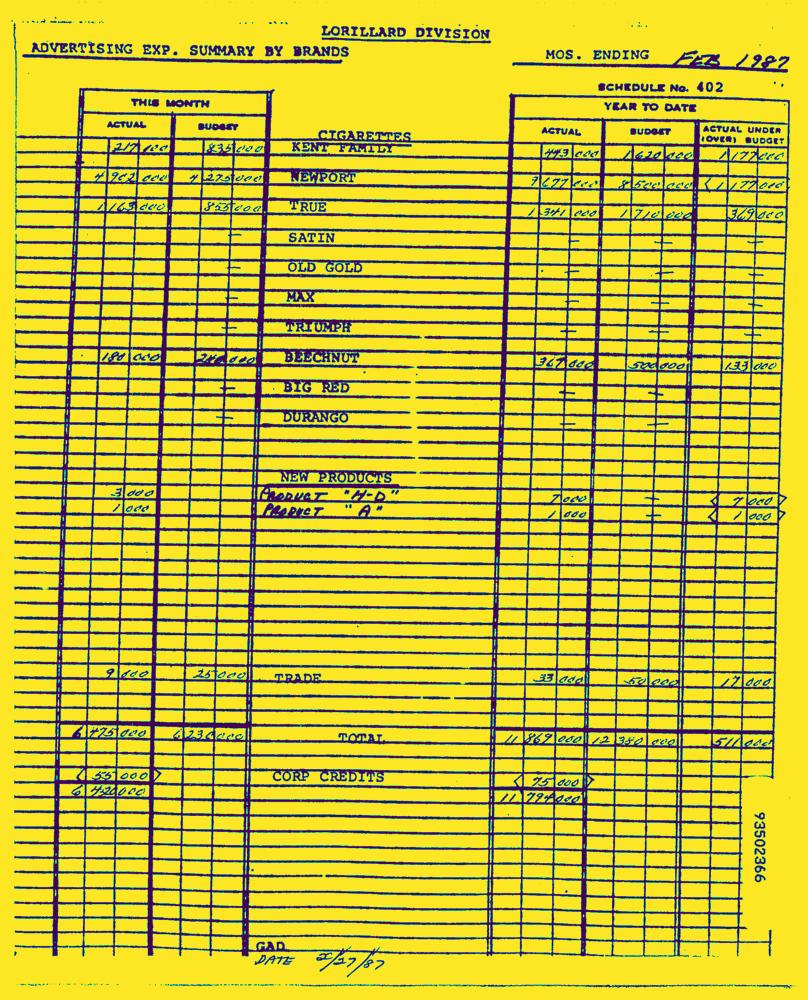 LORILLARD DIVISION
ADVERTISING EXP. SUMMARY BY BRANDS
MOS. ENDING FEB 1987
SCHEDULE No. 402
THIS MONTH YEAR TO DATE
ACTUAL BUDGET CIGARETTES ACTUAL BUDGET ACTUAL UNDER (OVER) BUDGET
217 000 835 000 KENT FAMILY 443 000 1 620 000 1 177 000
4 902 000 4 275 000 NEWPORT 9 677 000 8 500 000 < 1 177 000
1 163 000 855 000 TRUE 1 341 000 1 710 000 369 000
— SATIN — — —
— OLD GOLD — — —
— MAX — — —
— TRIUMPH — — —
180 000 240 000 BEECHNUT 367 000 500 000 133 000
— BIG RED — —
— DURANGO — —
NEW PRODUCTS
3 000 PRODUCT "H-D" 7 000 — < 7 000 >
1 000 PRODUCT "A" 1 000 — < 1 000 >
9 000 25 000 TRADE 33 000 50 000 17 000
6 475 000 6 230 000 TOTAL 11 869 000 12 380 000 511 000
< 55 000 > CORP CREDITS < 75 000 >
6 420 000 11 794 000
93502366
GAD
DATE 2/27/87